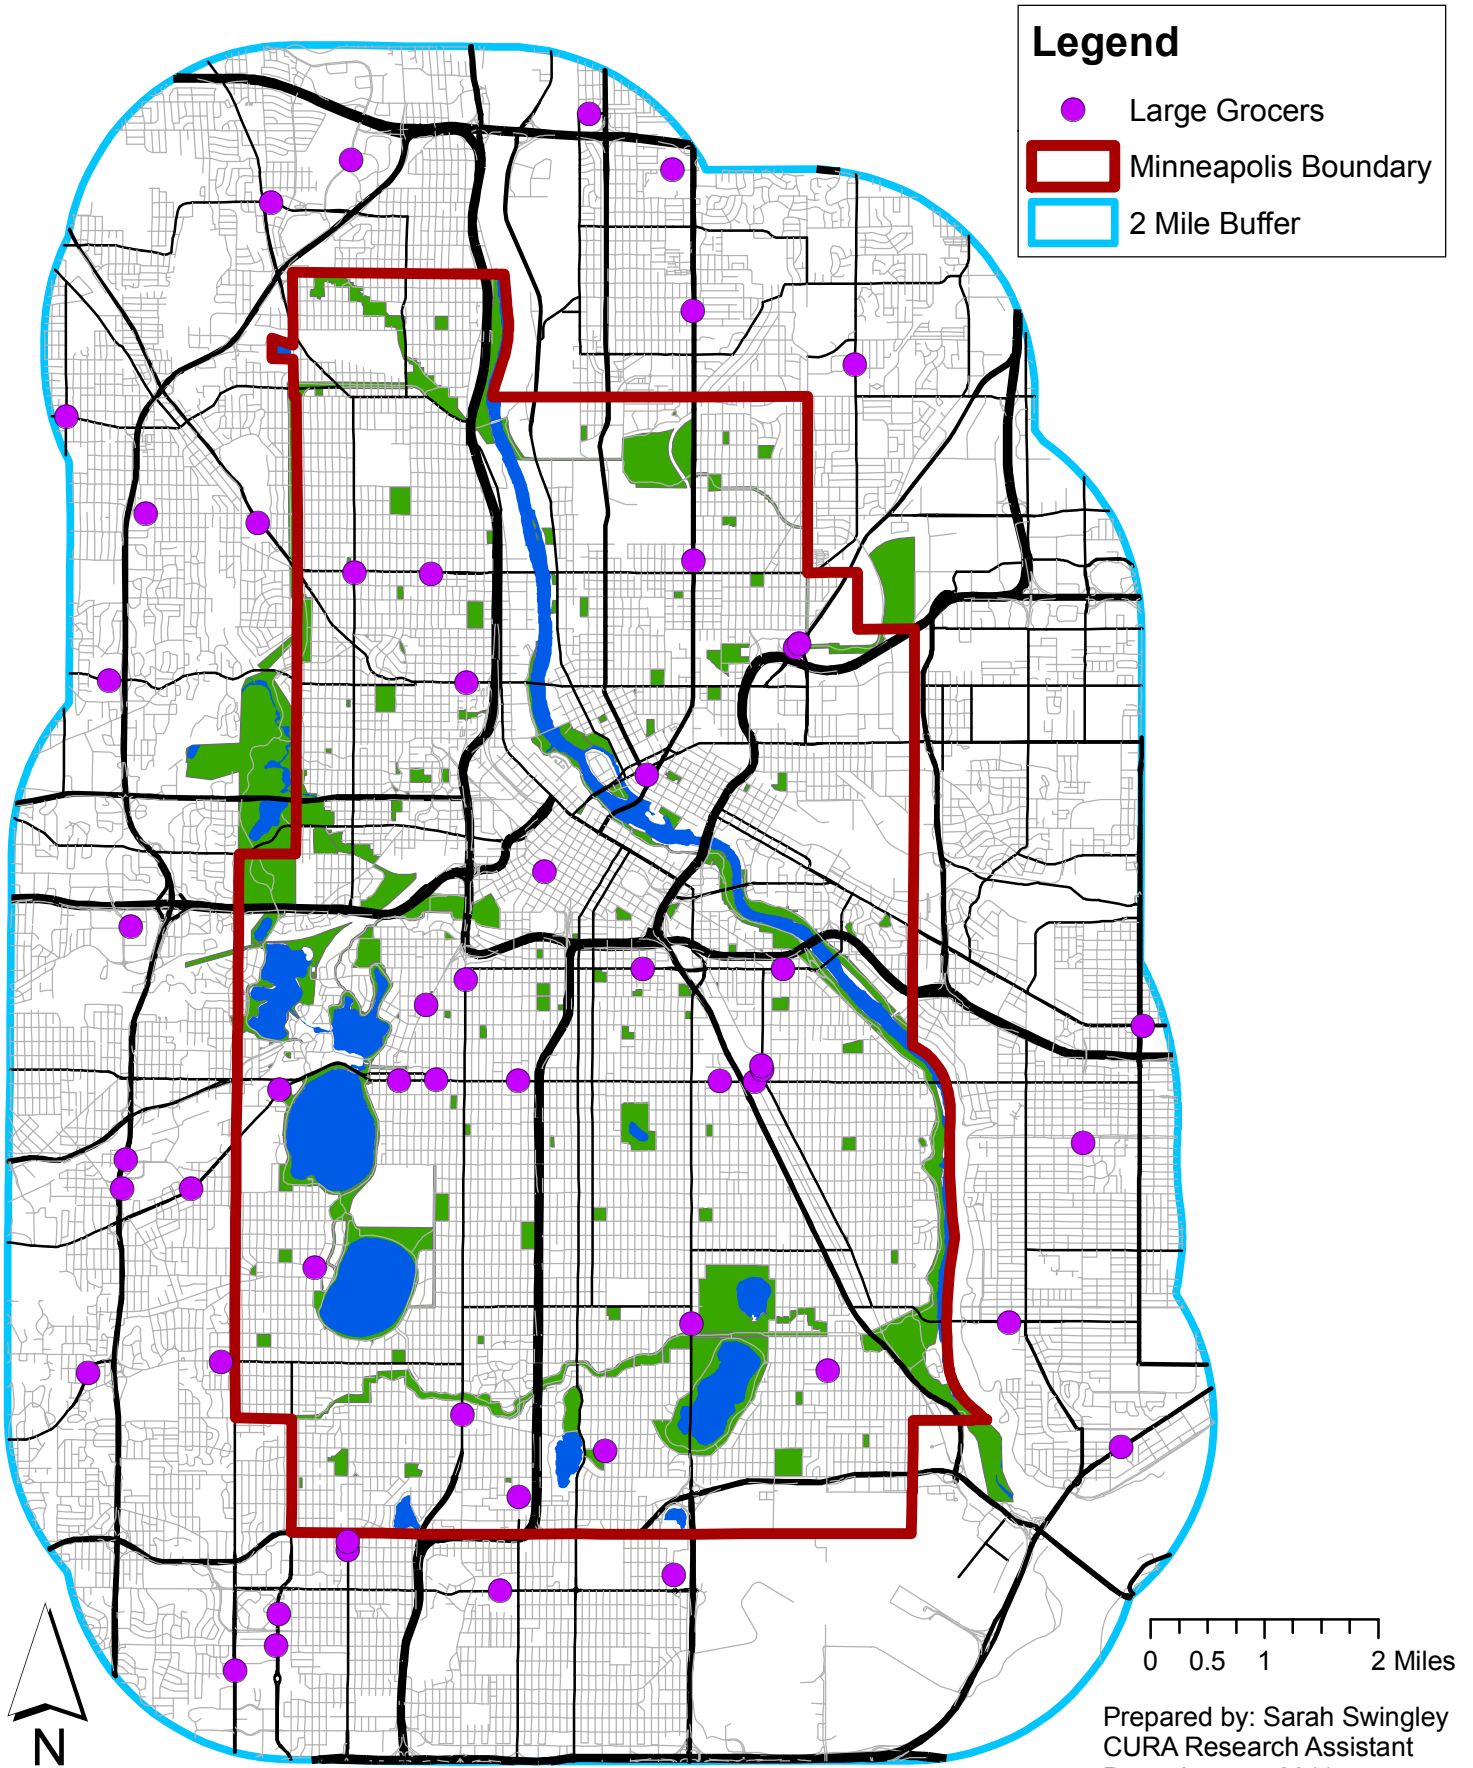 Legend
Large Grocers
Minneapolis Boundary
2 Mile Buffer
0 0.5 1 2 Miles
N
Prepared by: Sarah Swingley
CURA Research Assistant